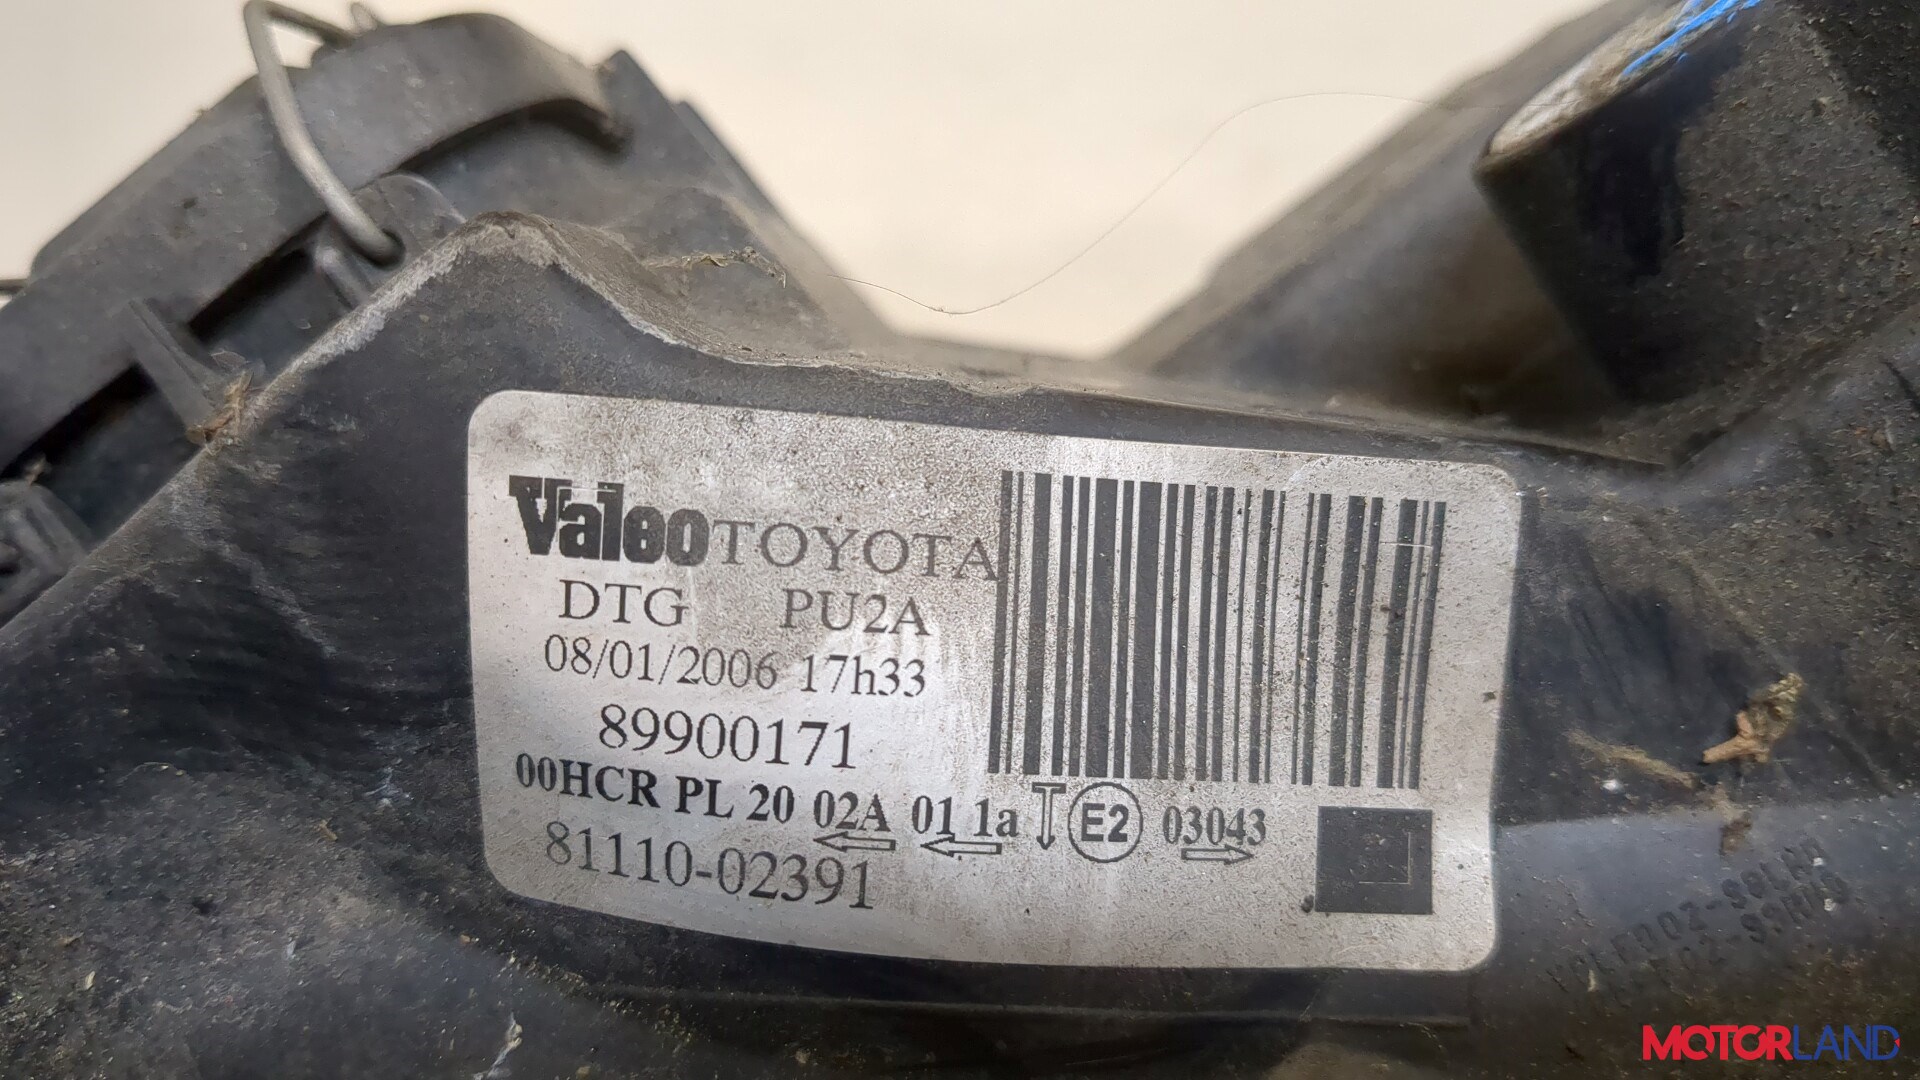 Valeo TOYOTA
DTG PU2A
08/01/2006 17h33
89900171
00HCR PL 20 02A 01 1a E2 03043
81110-02391
MOTORLAND